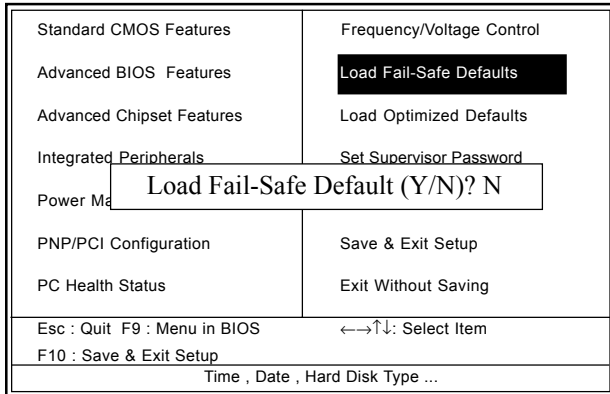 Standard CMOS Features
Advanced BIOS Features
Advanced Chipset Features
Integrated Peripherals
Power Ma
PNP/PCI Configuration
PC Health Status
Frequency/Voltage Control
Load Fail-Safe Defaults
Load Optimized Defaults
Set Supervisor Password
Save & Exit Setup
Exit Without Saving
Load Fail-Safe Default (Y/N)? N
Esc : Quit F9 : Menu in BIOS ←→↑↓: Select Item
F10 : Save & Exit Setup
Time , Date , Hard Disk Type ...